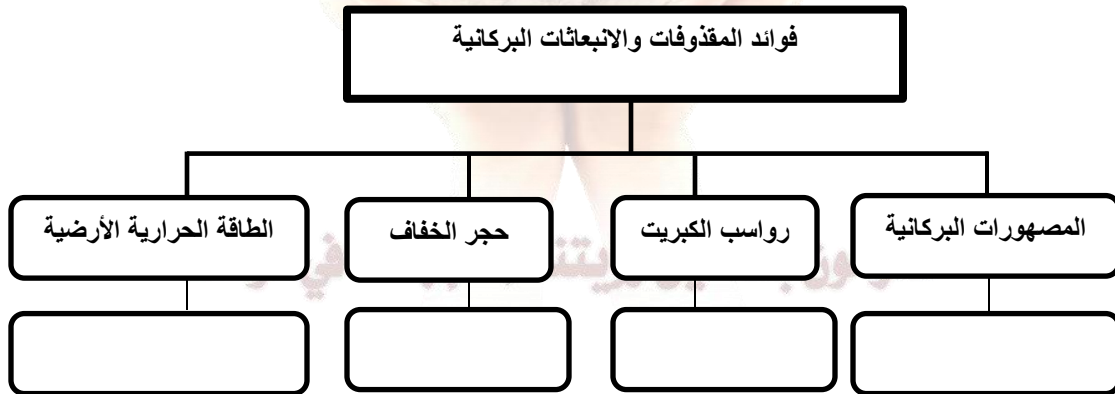 فوائد المقذوفات والانبعاثات البركانية
المصهورات البركانية
رواسب الكبريت
حجر الخفاف
الطاقة الحرارية الأرضية